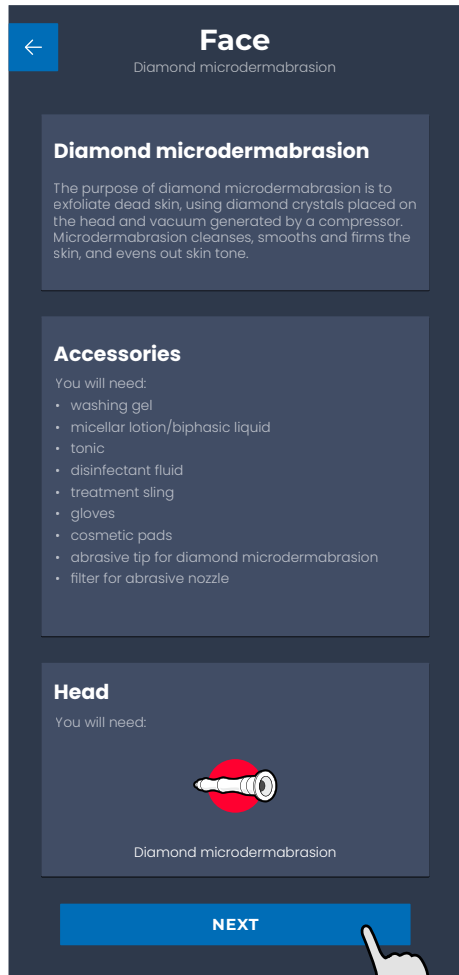 Face
Diamond microdermabrasion
Diamond microdermabrasion
The purpose of diamond microdermabrasion is to
exfoliate dead skin, using diamond crystals placed on
the head and vacuum generated by a compressor.
Microdermabrasion cleanses, smooths and firms the
skin, and evens out skin tone.
Accessories
You will need:
• washing gel
• micellar lotion/biphasic liquid
• tonic
• disinfectant fluid
• treatment sling
• gloves
• cosmetic pads
• abrasive tip for diamond microdermabrasion
• filter for abrasive nozzle
Head
You will need:
Diamond microdermabrasion
NEXT